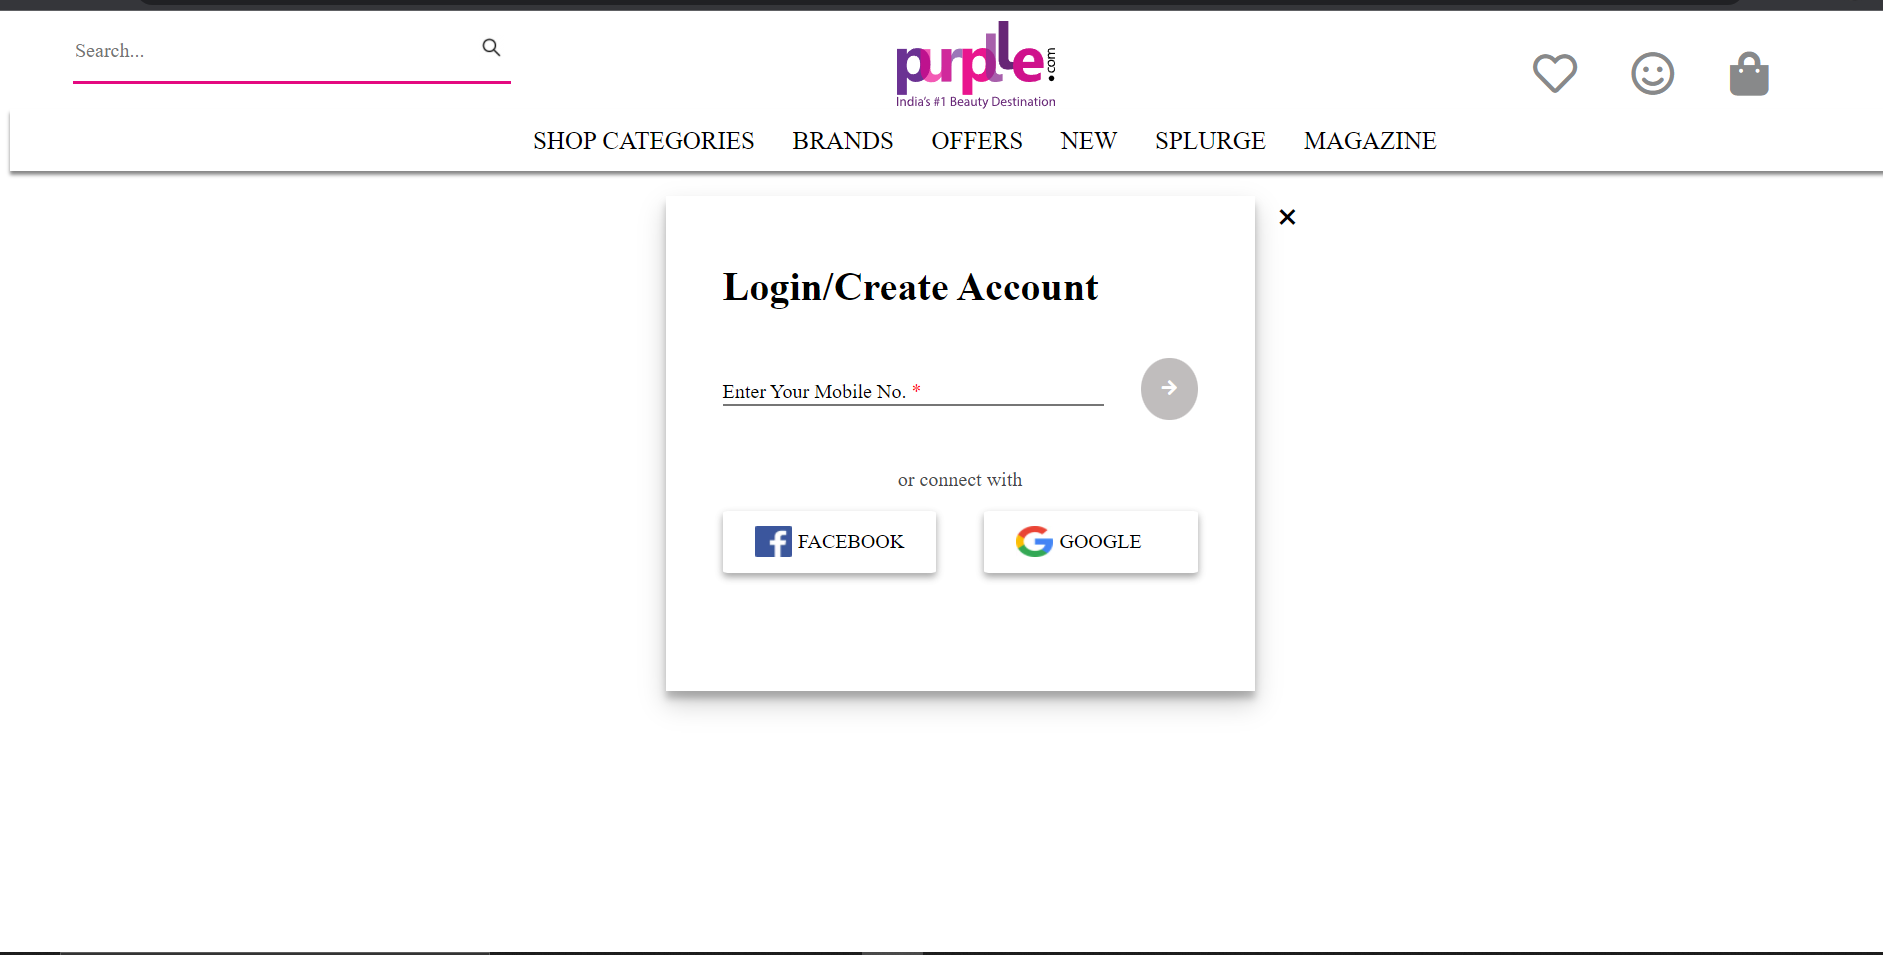 Search...
purplle.com
India's #1 Beauty Destination
SHOP CATEGORIES BRANDS OFFERS NEW SPLURGE MAGAZINE
Login/Create Account
Enter Your Mobile No. *
or connect with
FACEBOOK GOOGLE